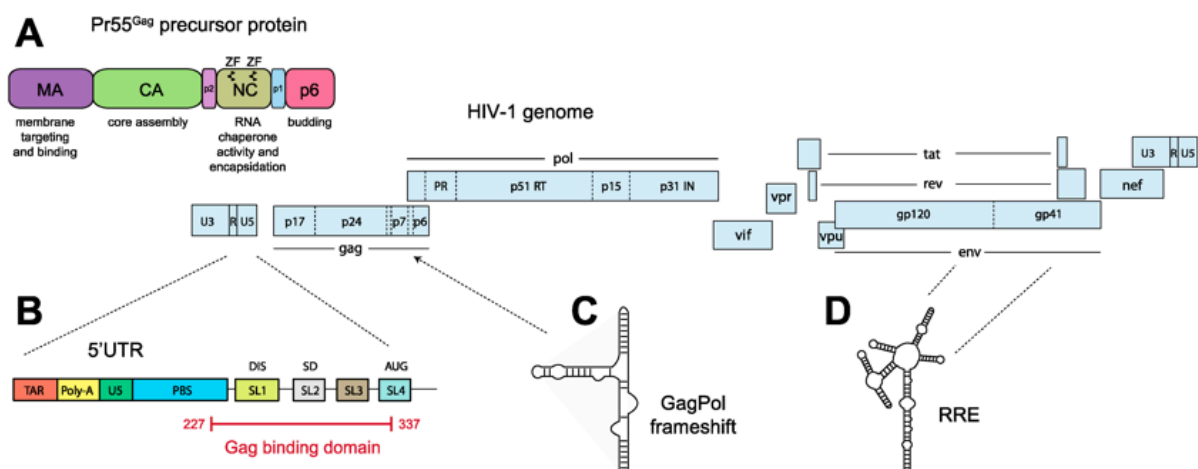 A
Pr55Gag precursor protein
ZF ZF
MA CA p2 NC p1 p6
membrane targeting and binding
core assembly
RNA chaperone activity and encapsidation
budding
HIV-1 genome
pol
PR p51 RT p15 p31 IN
U3 R U5
p17 p24 p7 p6
gag
vif
vpr
vpu
tat
rev
gp120 gp41
env
nef
U3 R U5
B
5'UTR
DIS SD AUG
TAR Poly-A U5 PBS SL1 SL2 SL3 SL4
227 337
Gag binding domain
C
GagPol
frameshift
D
RRE